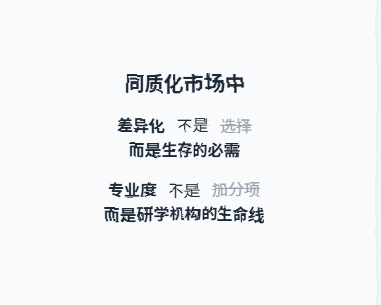 同质化市场中
差异化 不是 选择
而是生存的必需
专业度 不是 加分项
而是研学机构的生命线